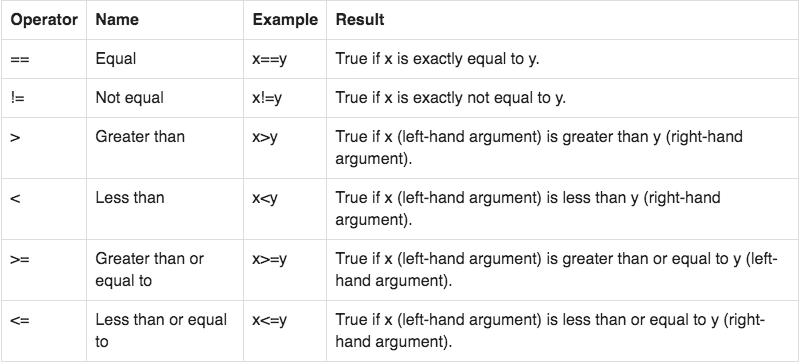 Operator Name Example Result
== Equal x==y True if x is exactly equal to y.
!= Not equal x!=y True if x is exactly not equal to y.
> Greater than x>y True if x (left-hand argument) is greater than y (right-hand
argument).
< Less than x<y True if x (left-hand argument) is less than y (right-hand
argument).
>= Greater than or x>=y True if x (left-hand argument) is greater than or equal to y (left-
equal to hand argument).
<= Less than or equal x<=y True if x (left-hand argument) is less than or equal to y (right-
to hand argument).